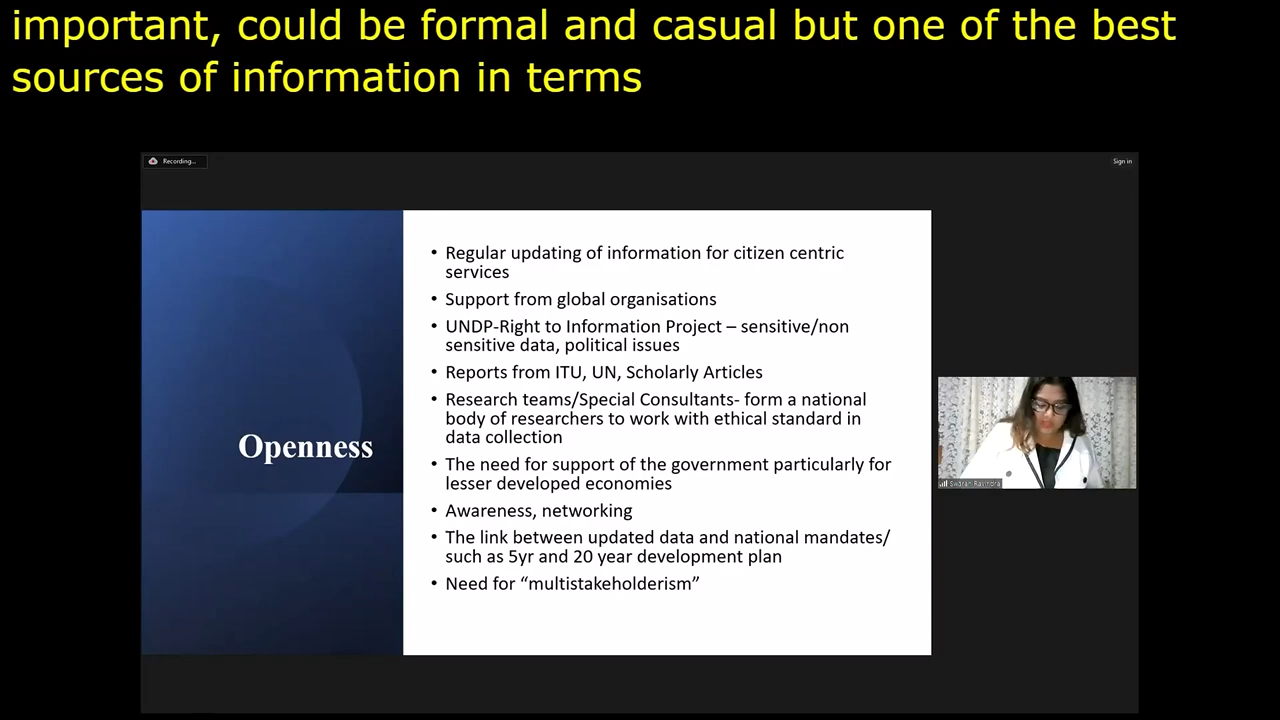 important, could be formal and casual but one of the best
sources of information in terms
Recording...
Sign in
Openness
• Regular updating of information for citizen centric
services
• Support from global organisations
• UNDP-Right to Information Project – sensitive/non
sensitive data, political issues
• Reports from ITU, UN, Scholarly Articles
• Research teams/Special Consultants- form a national
body of researchers to work with ethical standard in
data collection
• The need for support of the government particularly for
lesser developed economies
• Awareness, networking
• The link between updated data and national mandates/
such as 5yr and 20 year development plan
• Need for “multistakeholderism”
Swaran Ravindra